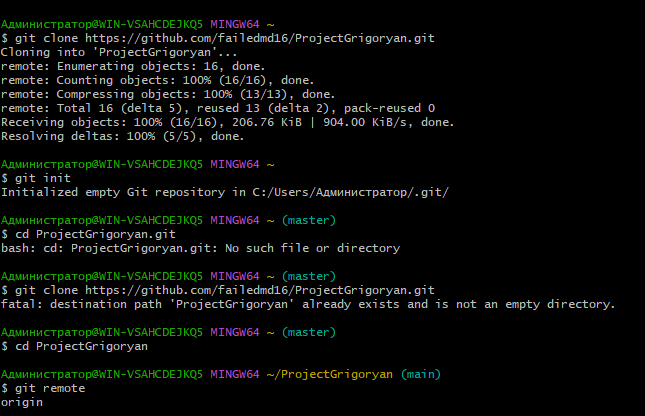 Администратор@WIN-VSAHCDEJKQ5 MINGW64 ~
$ git clone https://github.com/failedmd16/ProjectGrigoryan.git
Cloning into 'ProjectGrigoryan'...
remote: Enumerating objects: 16, done.
remote: Counting objects: 100% (16/16), done.
remote: Compressing objects: 100% (13/13), done.
remote: Total 16 (delta 5), reused 13 (delta 2), pack-reused 0
Receiving objects: 100% (16/16), 206.76 KiB | 904.00 KiB/s, done.
Resolving deltas: 100% (5/5), done.
Администратор@WIN-VSAHCDEJKQ5 MINGW64 ~
$ git init
Initialized empty Git repository in C:/Users/Администратор/.git/
Администратор@WIN-VSAHCDEJKQ5 MINGW64 ~ (master)
$ cd ProjectGrigoryan.git
bash: cd: ProjectGrigoryan.git: No such file or directory
Администратор@WIN-VSAHCDEJKQ5 MINGW64 ~ (master)
$ git clone https://github.com/failedmd16/ProjectGrigoryan.git
fatal: destination path 'ProjectGrigoryan' already exists and is not an empty directory.
Администратор@WIN-VSAHCDEJKQ5 MINGW64 ~ (master)
$ cd ProjectGrigoryan
Администратор@WIN-VSAHCDEJKQ5 MINGW64 ~/ProjectGrigoryan (main)
$ git remote
origin